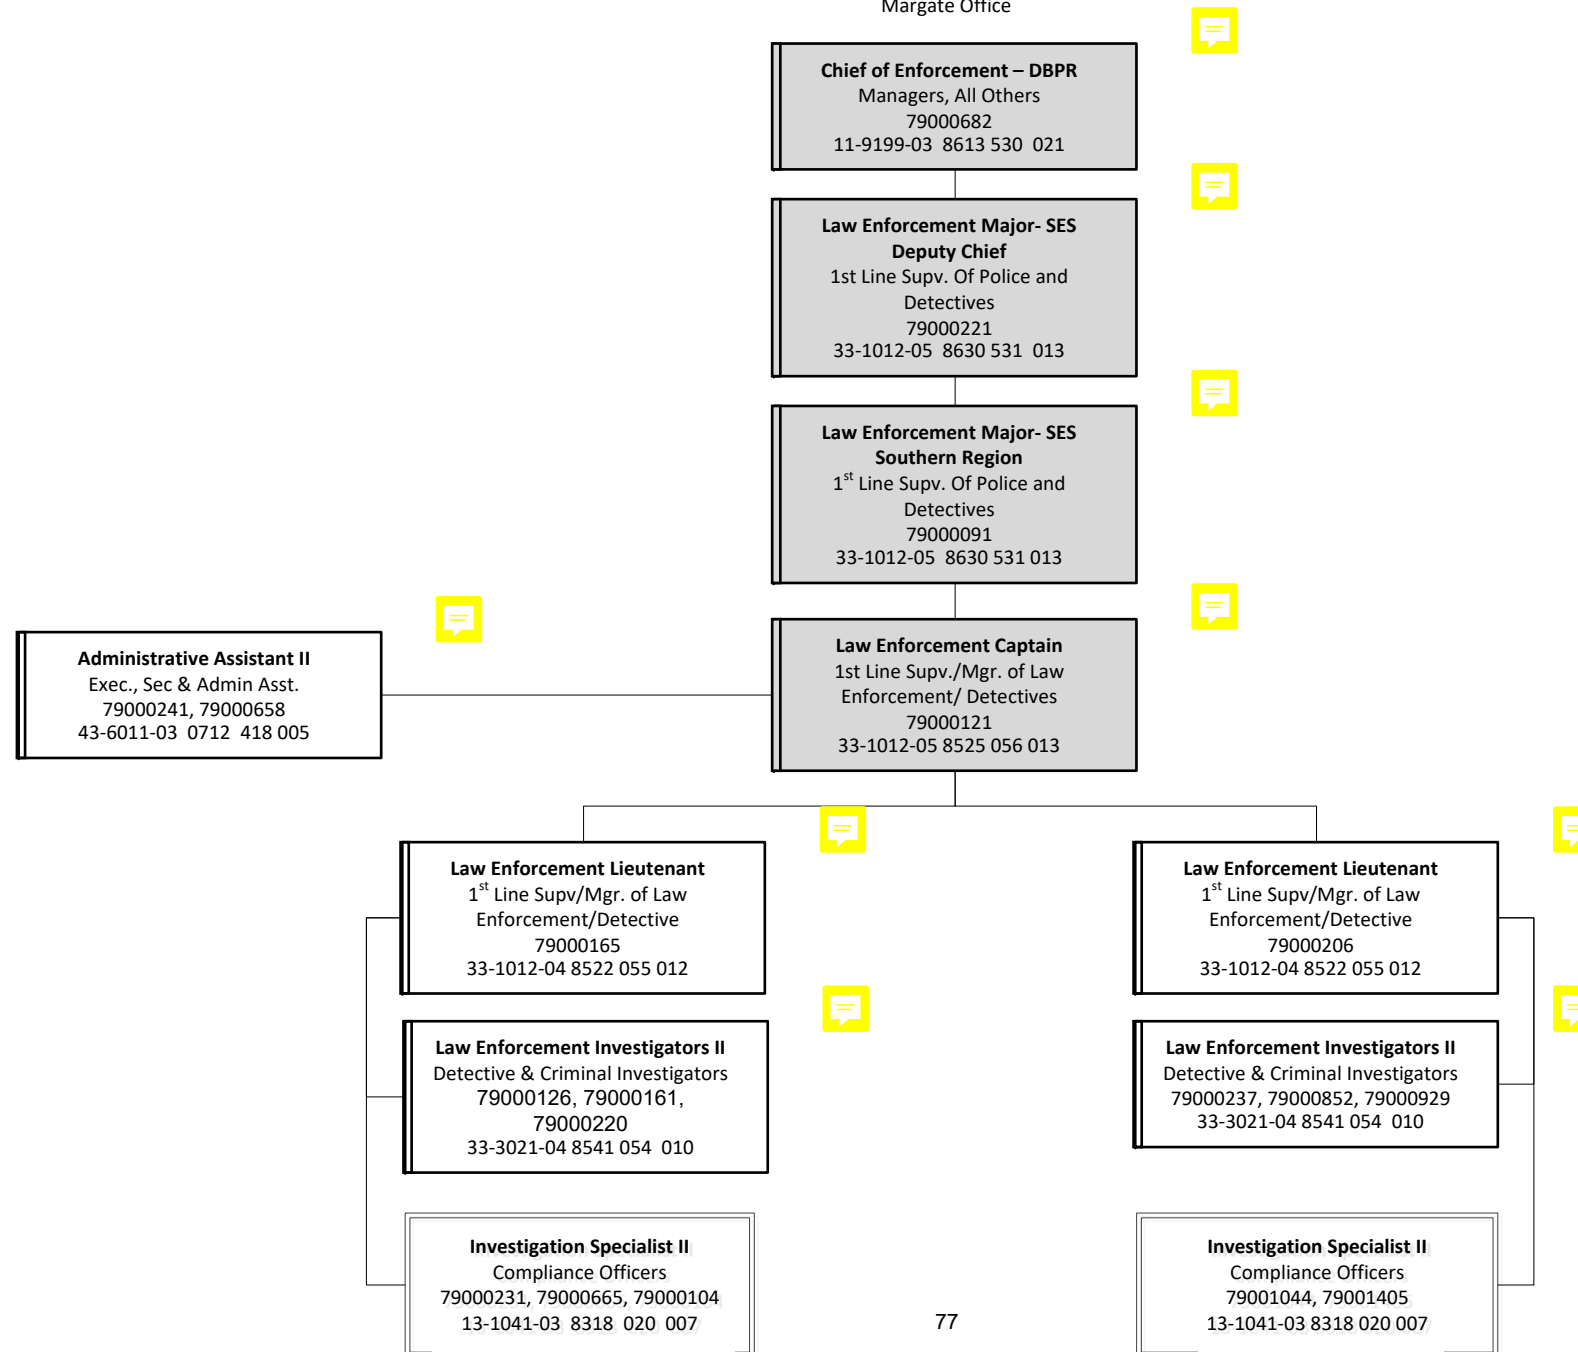 Margate Office
Chief of Enforcement – DBPR
Managers, All Others
79000682
11-9199-03  8613 530  021
Law Enforcement Major- SES
Deputy Chief
1st Line Supv. Of Police and
Detectives
79000221
33-1012-05  8630 531  013
Law Enforcement Major- SES
Southern Region
1st Line Supv. Of Police and
Detectives
79000091
33-1012-05  8630 531 013
Administrative Assistant II
Exec., Sec & Admin Asst.
79000241, 79000658
43-6011-03  0712  418 005
Law Enforcement Captain
1st Line Supv./Mgr. of Law
Enforcement/ Detectives
79000121
33-1012-05 8525 056 013
Law Enforcement Lieutenant
1st Line Supv/Mgr. of Law
Enforcement/Detective
79000165
33-1012-04 8522 055 012
Law Enforcement Lieutenant
1st Line Supv/Mgr. of Law
Enforcement/Detective
79000206
33-1012-04 8522 055 012
Law Enforcement Investigators II
Detective & Criminal Investigators
79000126, 79000161,
79000220
33-3021-04 8541 054  010
Law Enforcement Investigators II
Detective & Criminal Investigators
79000237, 79000852, 79000929
33-3021-04 8541 054  010
Investigation Specialist II
Compliance Officers
79000231, 79000665, 79000104
13-1041-03  8318  020  007
Investigation Specialist II
Compliance Officers
79001044, 79001405
13-1041-03 8318 020 007
77